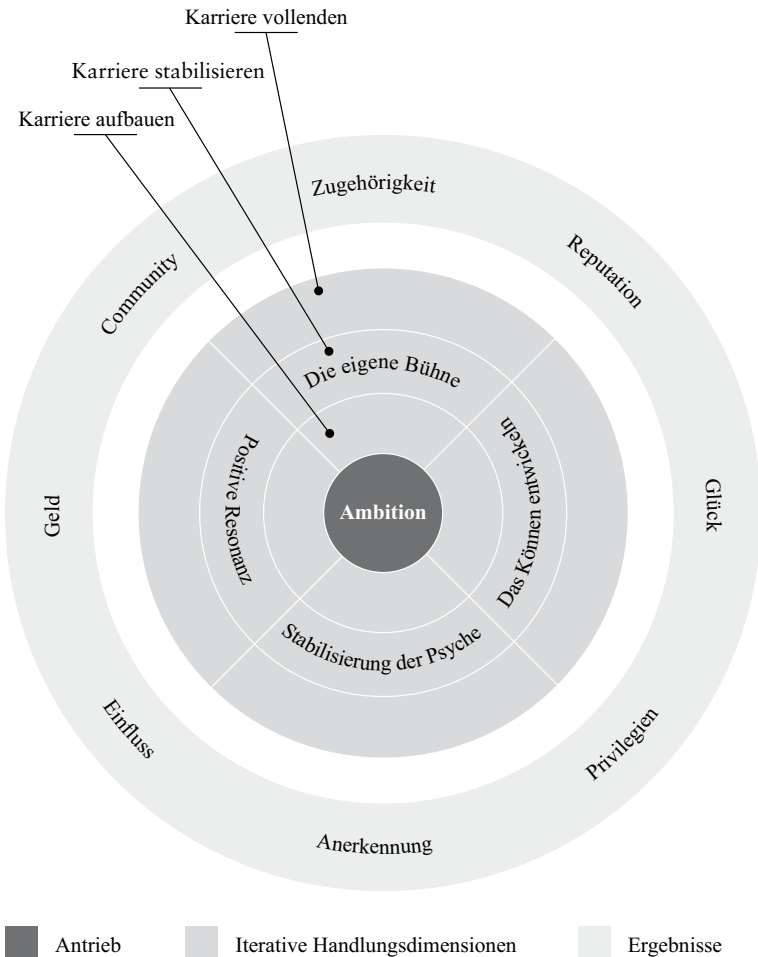 Karriere vollenden
Karriere stabilisieren
Karriere aufbauen
Zugehörigkeit
Reputation
Glück
Privilegien
Anerkennung
Einfluss
Geld
Community
Die eigene Bühne
Das Können entwickeln
Stabilisierung der Psyche
Positive Resonanz
Ambition
Antrieb
Iterative Handlungsdimensionen
Ergebnisse